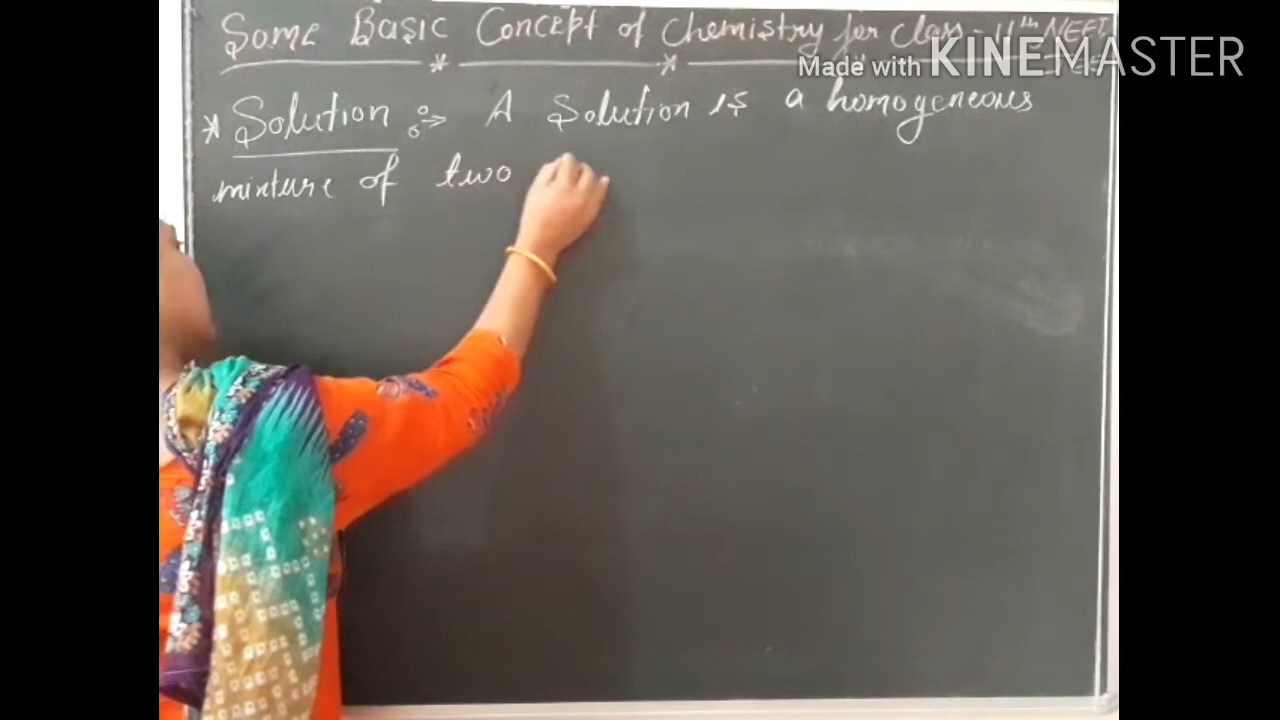 Some Basic Concept of Chemistry for Class - 11th NEET
Made with KINEMASTER
* Solution :⇒ A Solution is a homogeneous
mixture of two